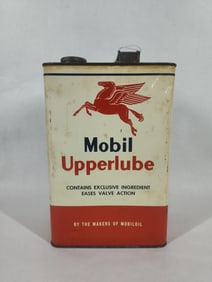 Mobil
Upperlube
CONTAINS EXCLUSIVE INGREDIENT
EASES VALVE ACTION
BY THE MAKERS OF MOBILOIL